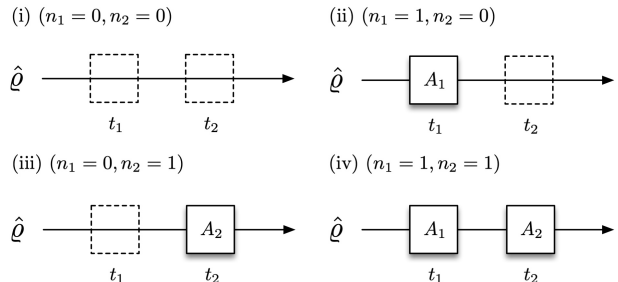 (i) (n₁ = 0, n₂ = 0)
ϱ̂
t₁ t₂
(ii) (n₁ = 1, n₂ = 0)
ϱ̂ A₁
t₁ t₂
(iii) (n₁ = 0, n₂ = 1)
ϱ̂ A₂
t₁ t₂
(iv) (n₁ = 1, n₂ = 1)
ϱ̂ A₁ A₂
t₁ t₂